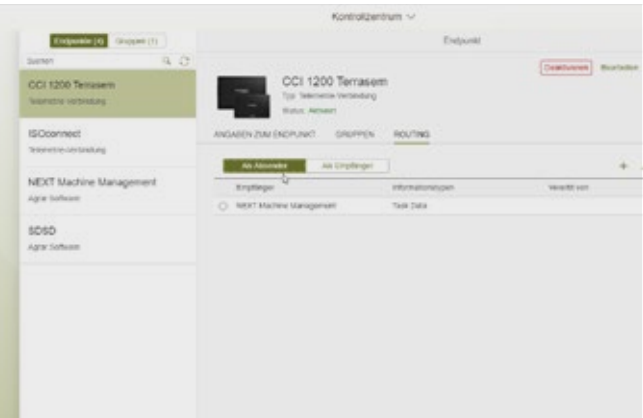 Kontrollzentrum
Endpunkte (4) Gruppen (1)
Suchen
CCI 1200 Terrasem
Telemetrie-Verbindung
ISOconnect
Telemetrie-Verbindung
NEXT Machine Management
Agrar Software
SDSD
Agrar Software
Endpunkt
Deaktivieren Bearbeiten
CCI 1200 Terrasem
Typ: Telemetrie-Verbindung
Status: Aktiviert
ANGABEN ZUM ENDPUNKT GRUPPEN ROUTING
Als Absender Als Empfänger
Empfänger Informationstypen Vererbt von
NEXT Machine Management Task Data